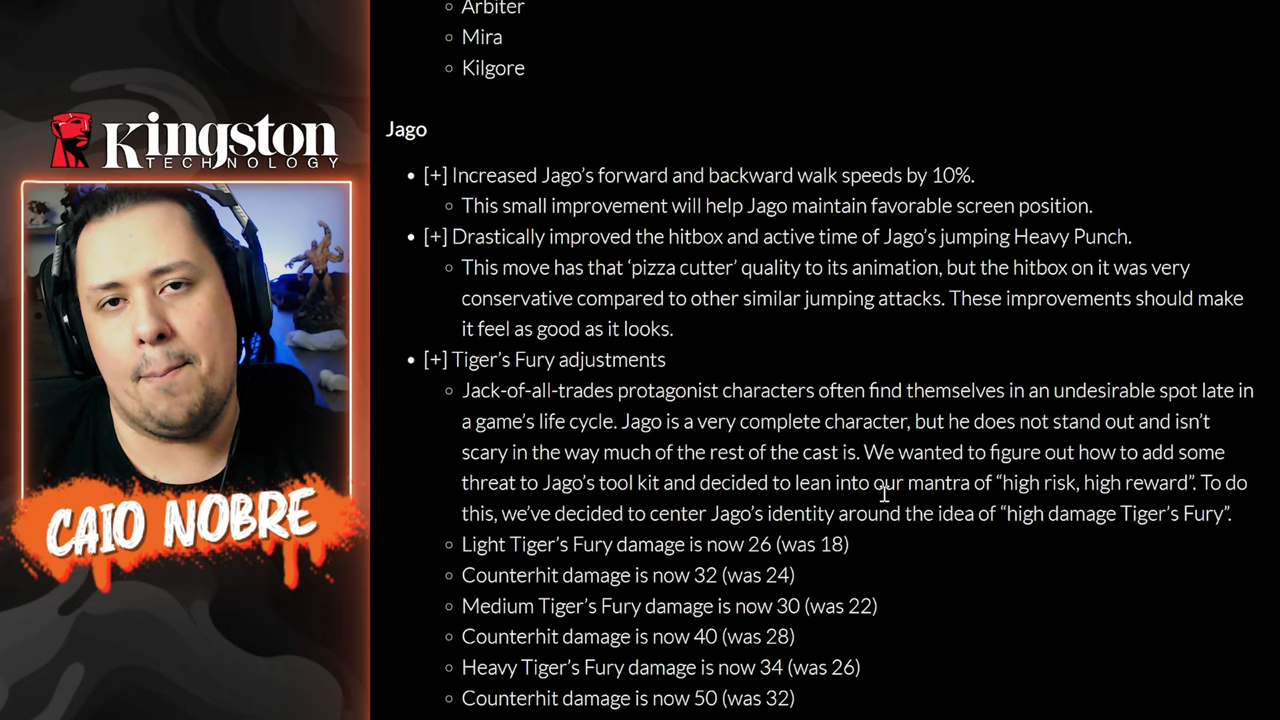 Arbiter
Mira
Kilgore
Kingston
TECHNOLOGY
CAIO NOBRE
Jago
[+] Increased Jago's forward and backward walk speeds by 10%.
This small improvement will help Jago maintain favorable screen position.
[+] Drastically improved the hitbox and active time of Jago's jumping Heavy Punch.
This move has that ‘pizza cutter’ quality to its animation, but the hitbox on it was very
conservative compared to other similar jumping attacks. These improvements should make
it feel as good as it looks.
[+] Tiger's Fury adjustments
Jack-of-all-trades protagonist characters often find themselves in an undesirable spot late in
a game's life cycle. Jago is a very complete character, but he does not stand out and isn't
scary in the way much of the rest of the cast is. We wanted to figure out how to add some
threat to Jago's tool kit and decided to lean into our mantra of “high risk, high reward”. To do
this, we've decided to center Jago's identity around the idea of “high damage Tiger's Fury”.
Light Tiger's Fury damage is now 26 (was 18)
Counterhit damage is now 32 (was 24)
Medium Tiger's Fury damage is now 30 (was 22)
Counterhit damage is now 40 (was 28)
Heavy Tiger's Fury damage is now 34 (was 26)
Counterhit damage is now 50 (was 32)